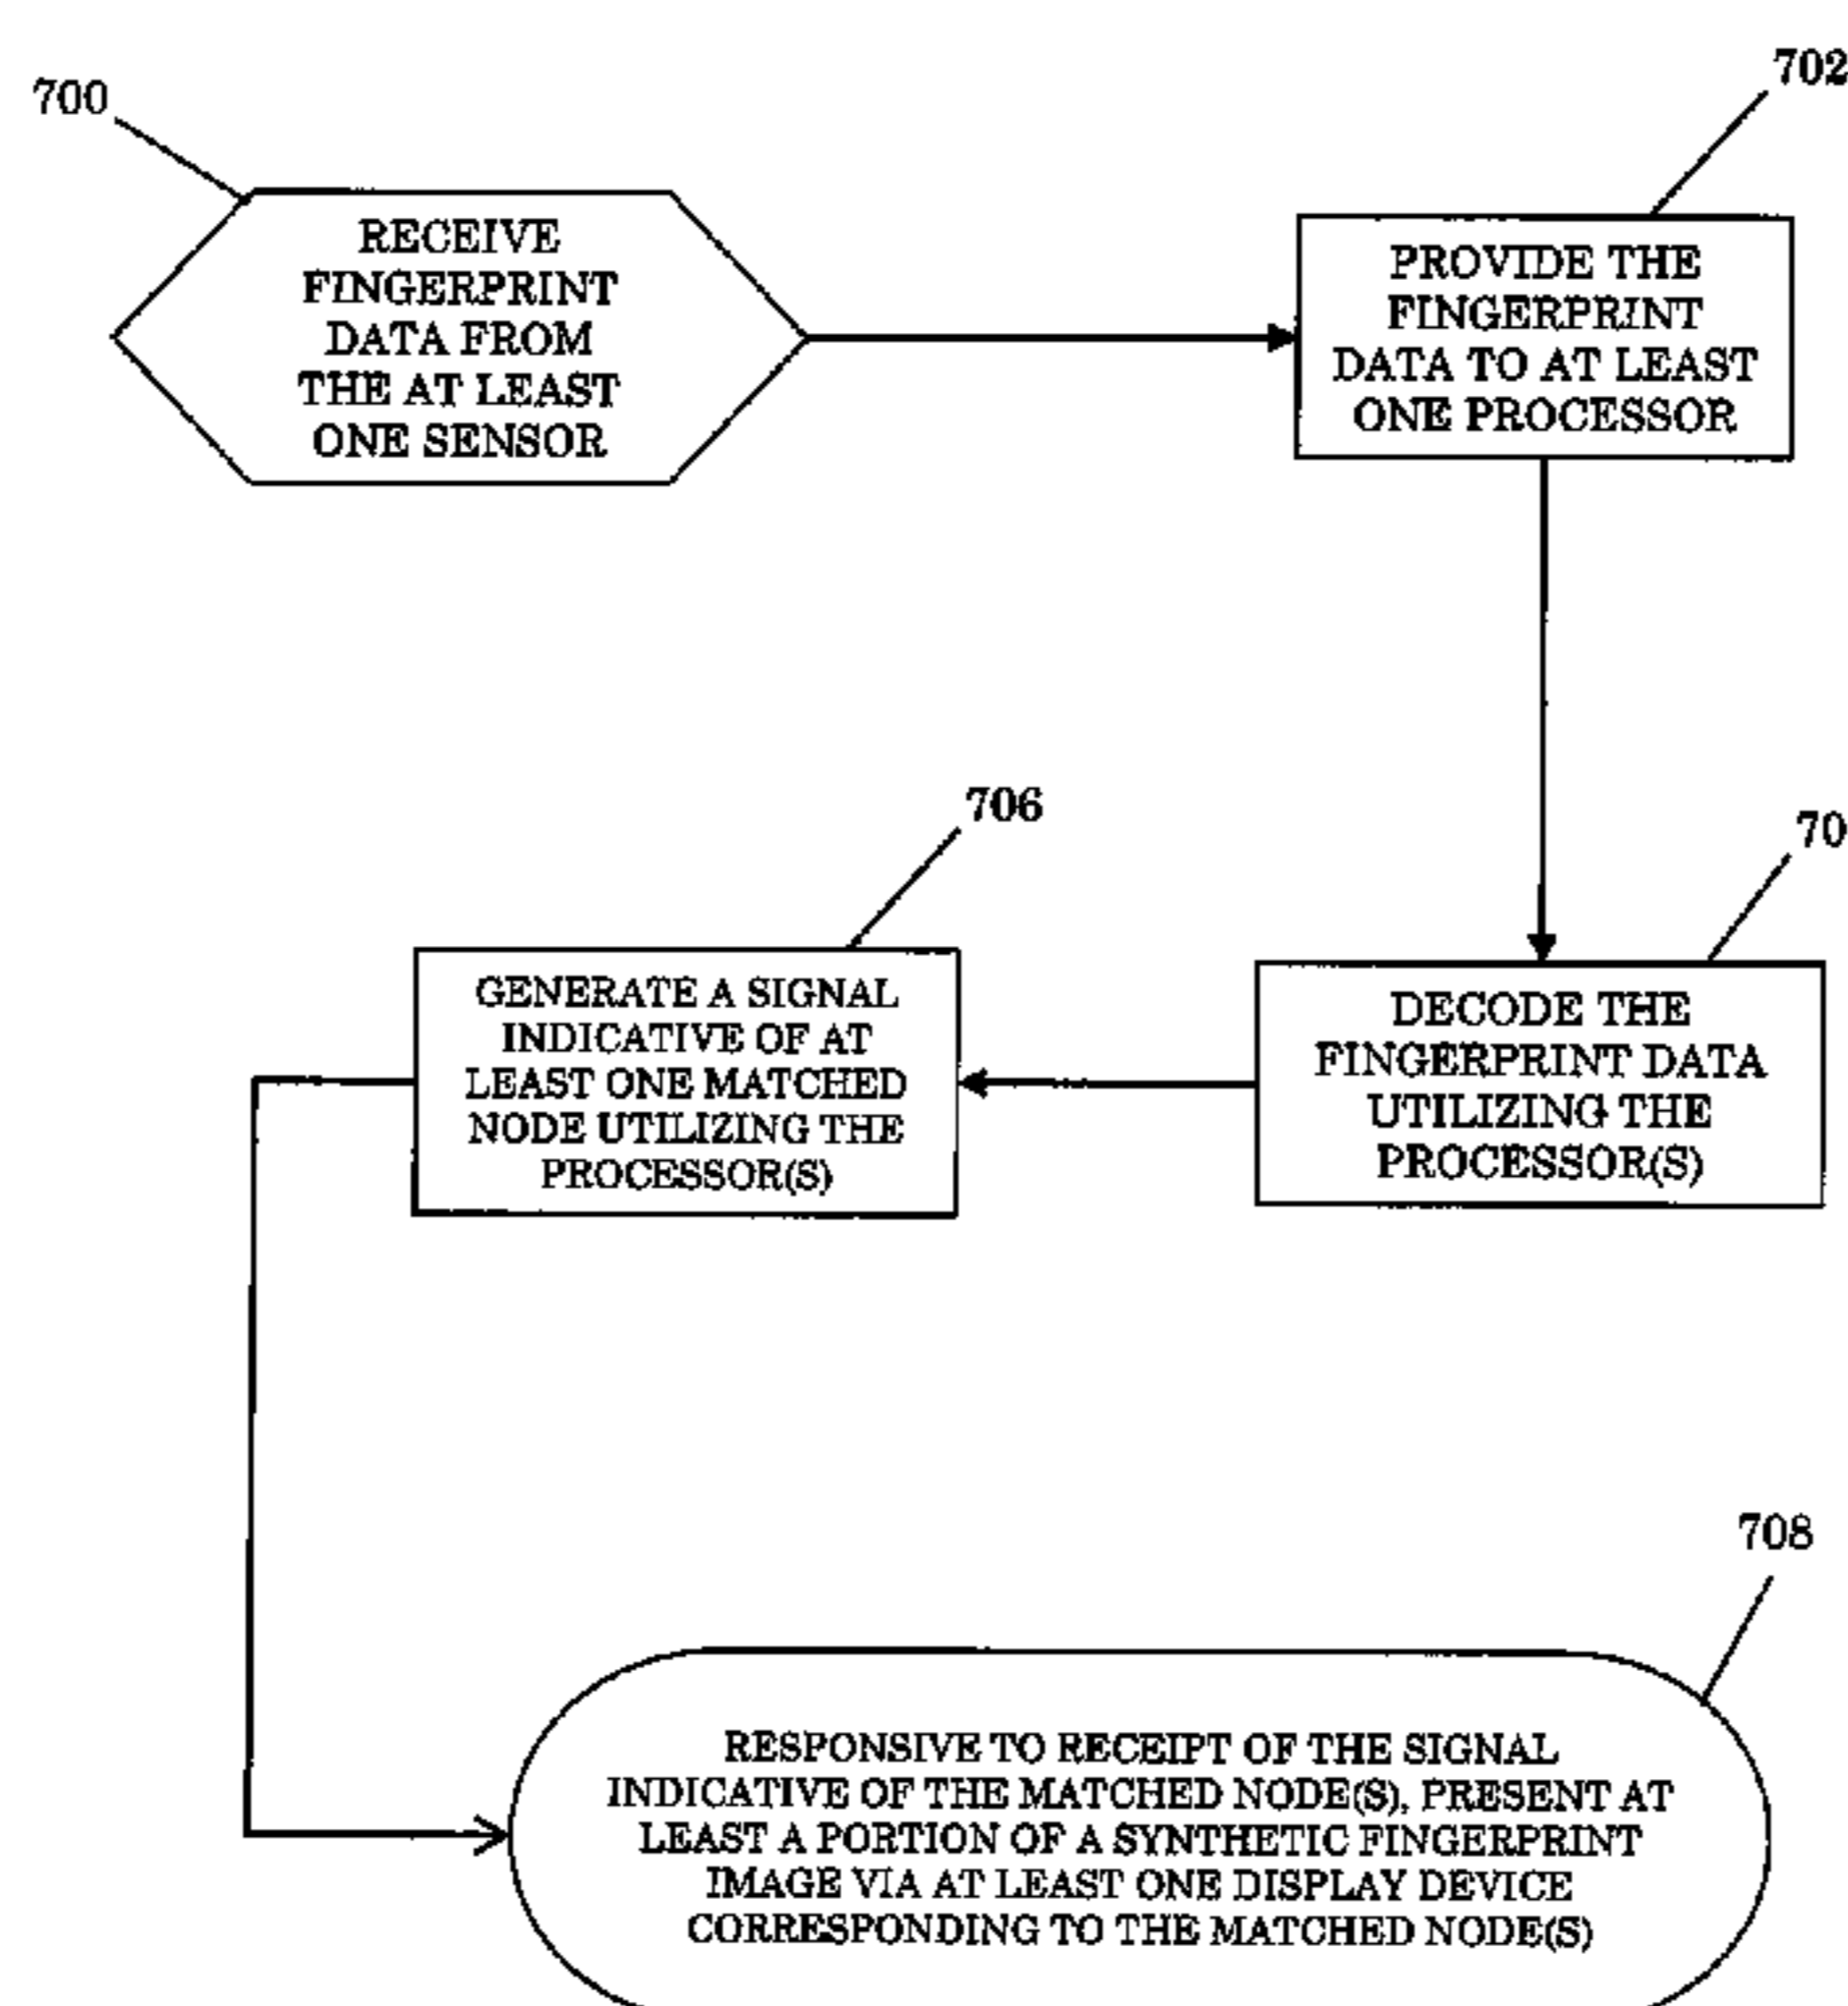 700
RECEIVE
FINGERPRINT
DATA FROM
THE AT LEAST
ONE SENSOR
702
PROVIDE THE
FINGERPRINT
DATA TO AT LEAST
ONE PROCESSOR
70
DECODE THE
FINGERPRINT DATA
UTILIZING THE
PROCESSOR(S)
706
GENERATE A SIGNAL
INDICATIVE OF AT
LEAST ONE MATCHED
NODE UTILIZING THE
PROCESSOR(S)
708
RESPONSIVE TO RECEIPT OF THE SIGNAL
INDICATIVE OF THE MATCHED NODE(S), PRESENT AT
LEAST A PORTION OF A SYNTHETIC FINGERPRINT
IMAGE VIA AT LEAST ONE DISPLAY DEVICE
CORRESPONDING TO THE MATCHED NODE(S)